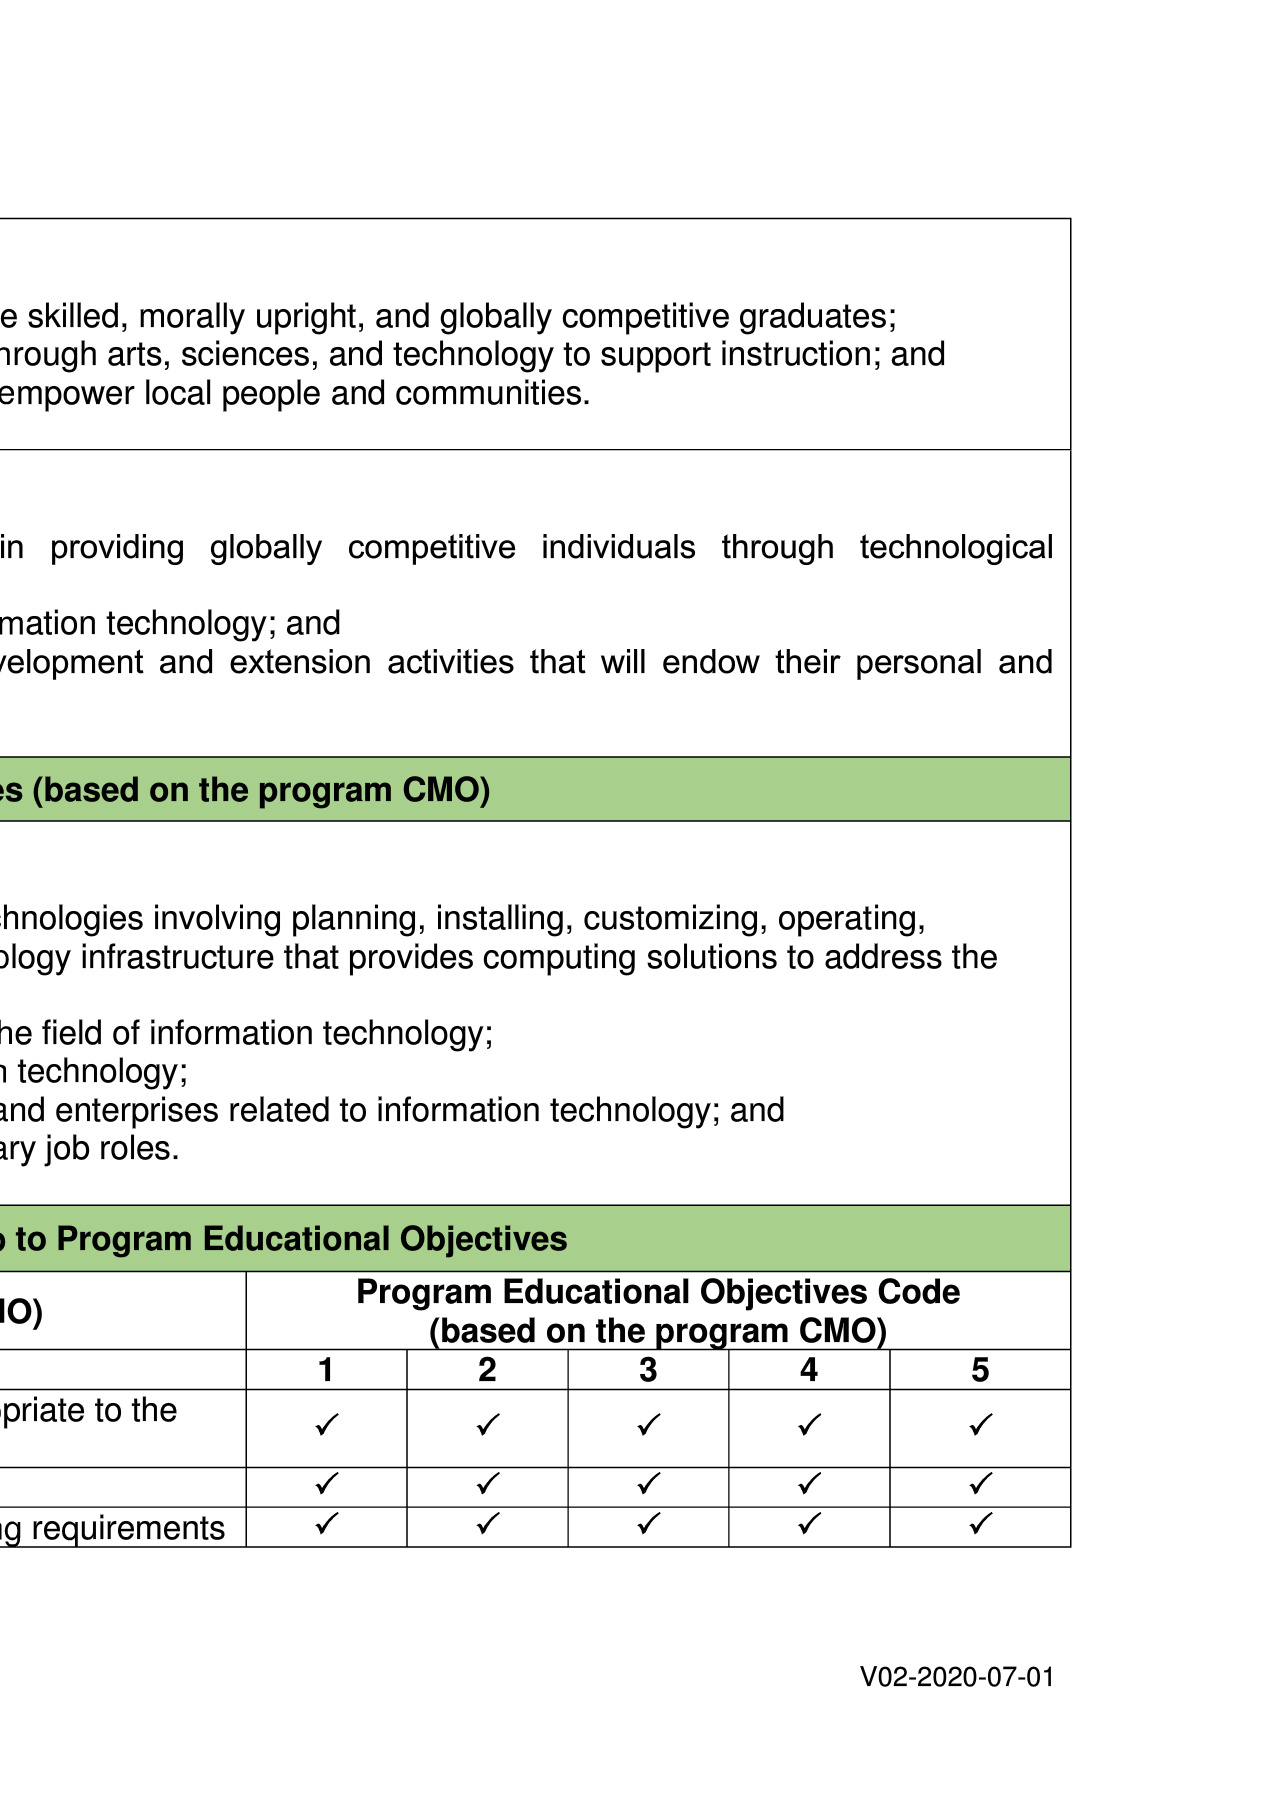 e skilled, morally upright, and globally competitive graduates;
hrough arts, sciences, and technology to support instruction; and
empower local people and communities.
in providing globally competitive individuals through technological
mation technology; and
velopment and extension activities that will endow their personal and
es (based on the program CMO)
chnologies involving planning, installing, customizing, operating,
ology infrastructure that provides computing solutions to address the
he field of information technology;
n technology;
and enterprises related to information technology; and
ary job roles.
p to Program Educational Objectives
IO) Program Educational Objectives Code
(based on the program CMO)
1 2 3 4 5
opriate to the
✓ ✓ ✓ ✓ ✓
✓ ✓ ✓ ✓ ✓
ng requirements ✓ ✓ ✓ ✓ ✓
V02-2020-07-01